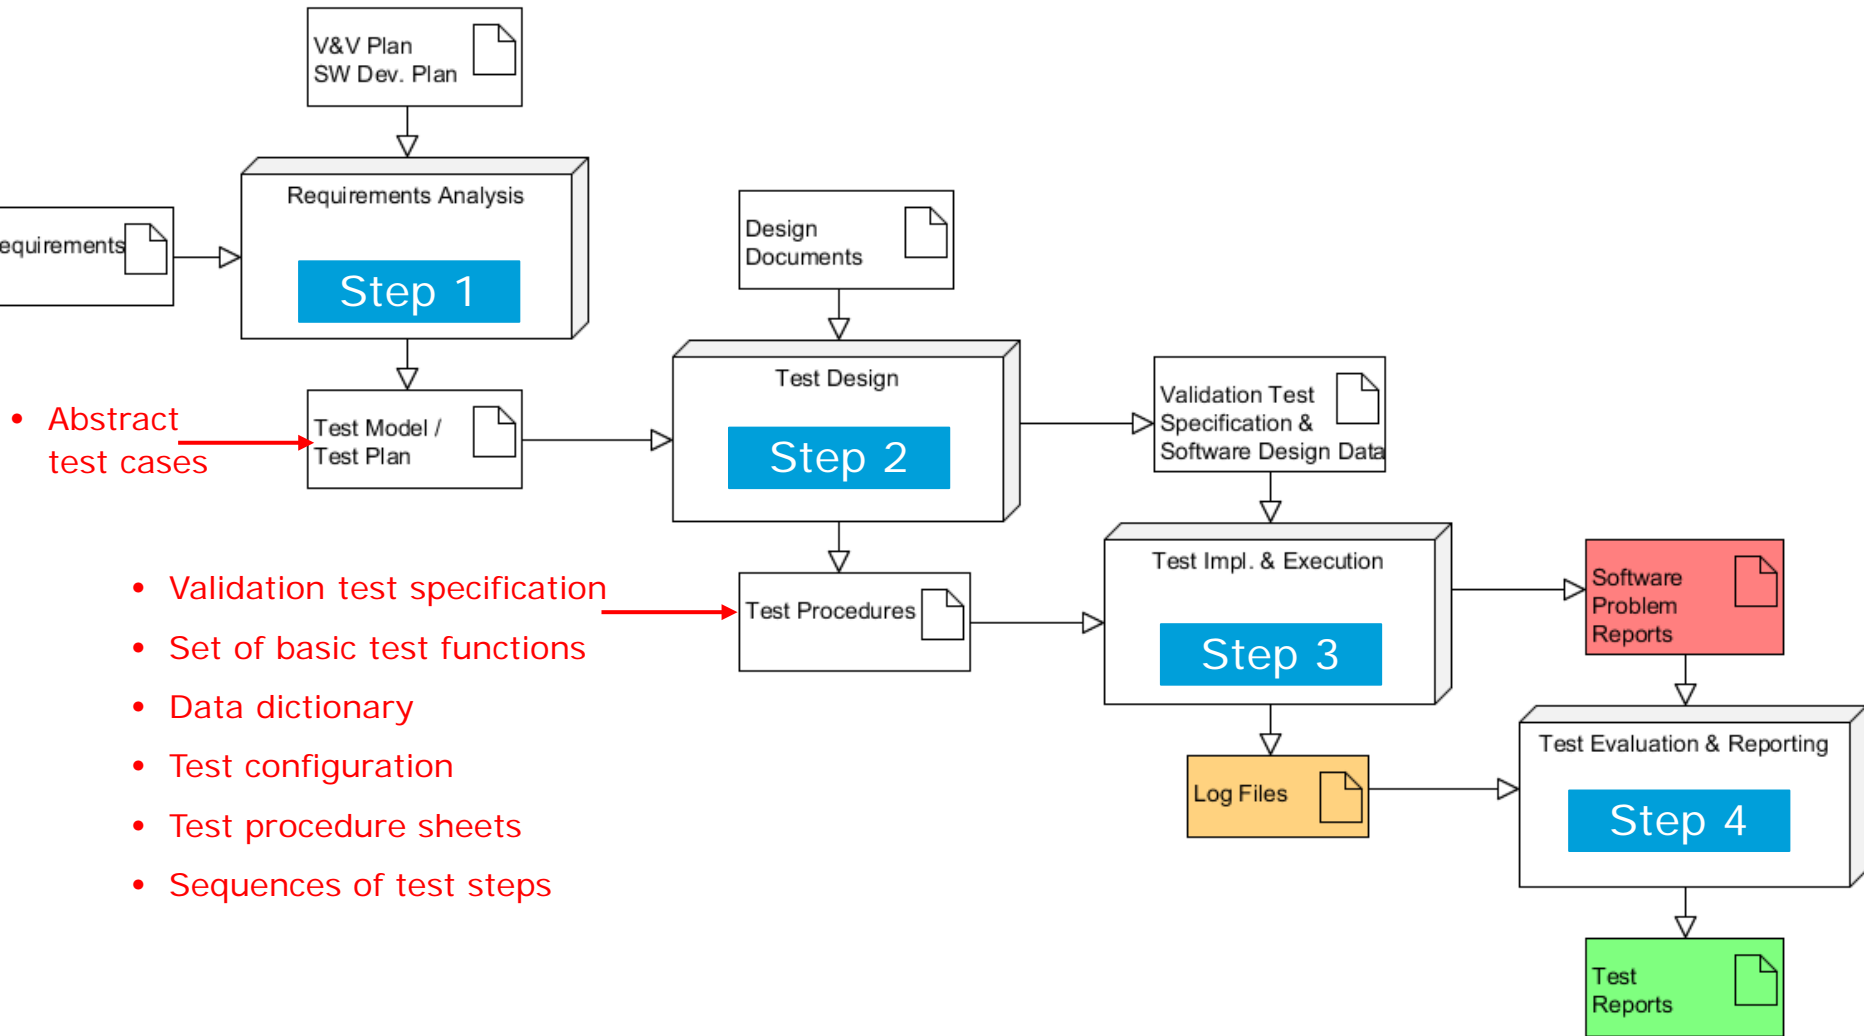 V&V Plan
SW Dev. Plan
Requirements Analysis
Step 1
equirements
Design
Documents
Test Design
Step 2
• Abstract
test cases
Test Model /
Test Plan
Validation Test
Specification &
Software Design Data
• Validation test specification
• Set of basic test functions
• Data dictionary
• Test configuration
• Test procedure sheets
• Sequences of test steps
Test Procedures
Test Impl. & Execution
Step 3
Software
Problem
Reports
Log Files
Test Evaluation & Reporting
Step 4
Test
Reports